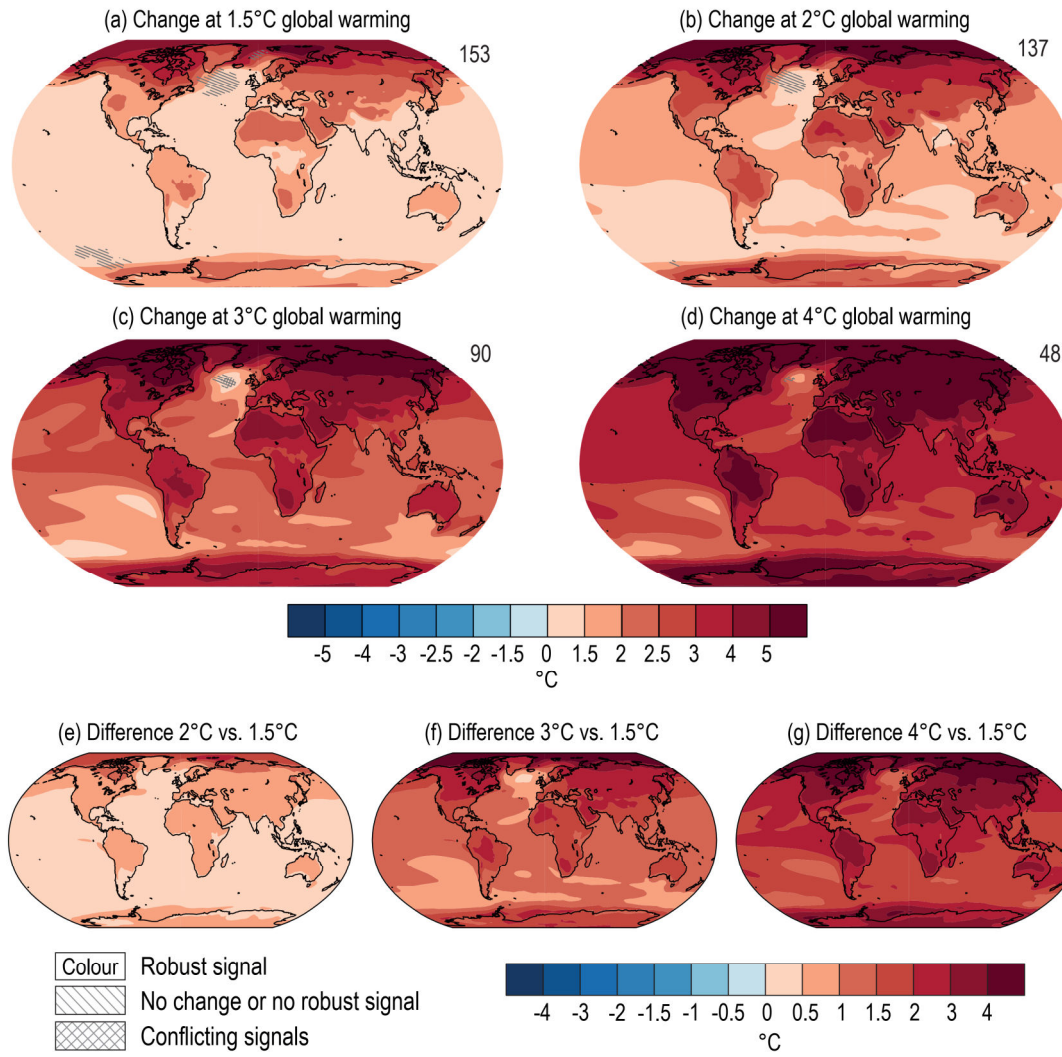 (a) Change at 1.5°C global warming
153
(b) Change at 2°C global warming
137
(c) Change at 3°C global warming
90
(d) Change at 4°C global warming
48
-5 -4 -3 -2.5 -2 -1.5 0 1.5 2 2.5 3 4 5
°C
(e) Difference 2°C vs. 1.5°C
(f) Difference 3°C vs. 1.5°C
(g) Difference 4°C vs. 1.5°C
Colour Robust signal
No change or no robust signal
Conflicting signals
-4 -3 -2 -1.5 -1 -0.5 0 0.5 1 1.5 2 3 4
°C